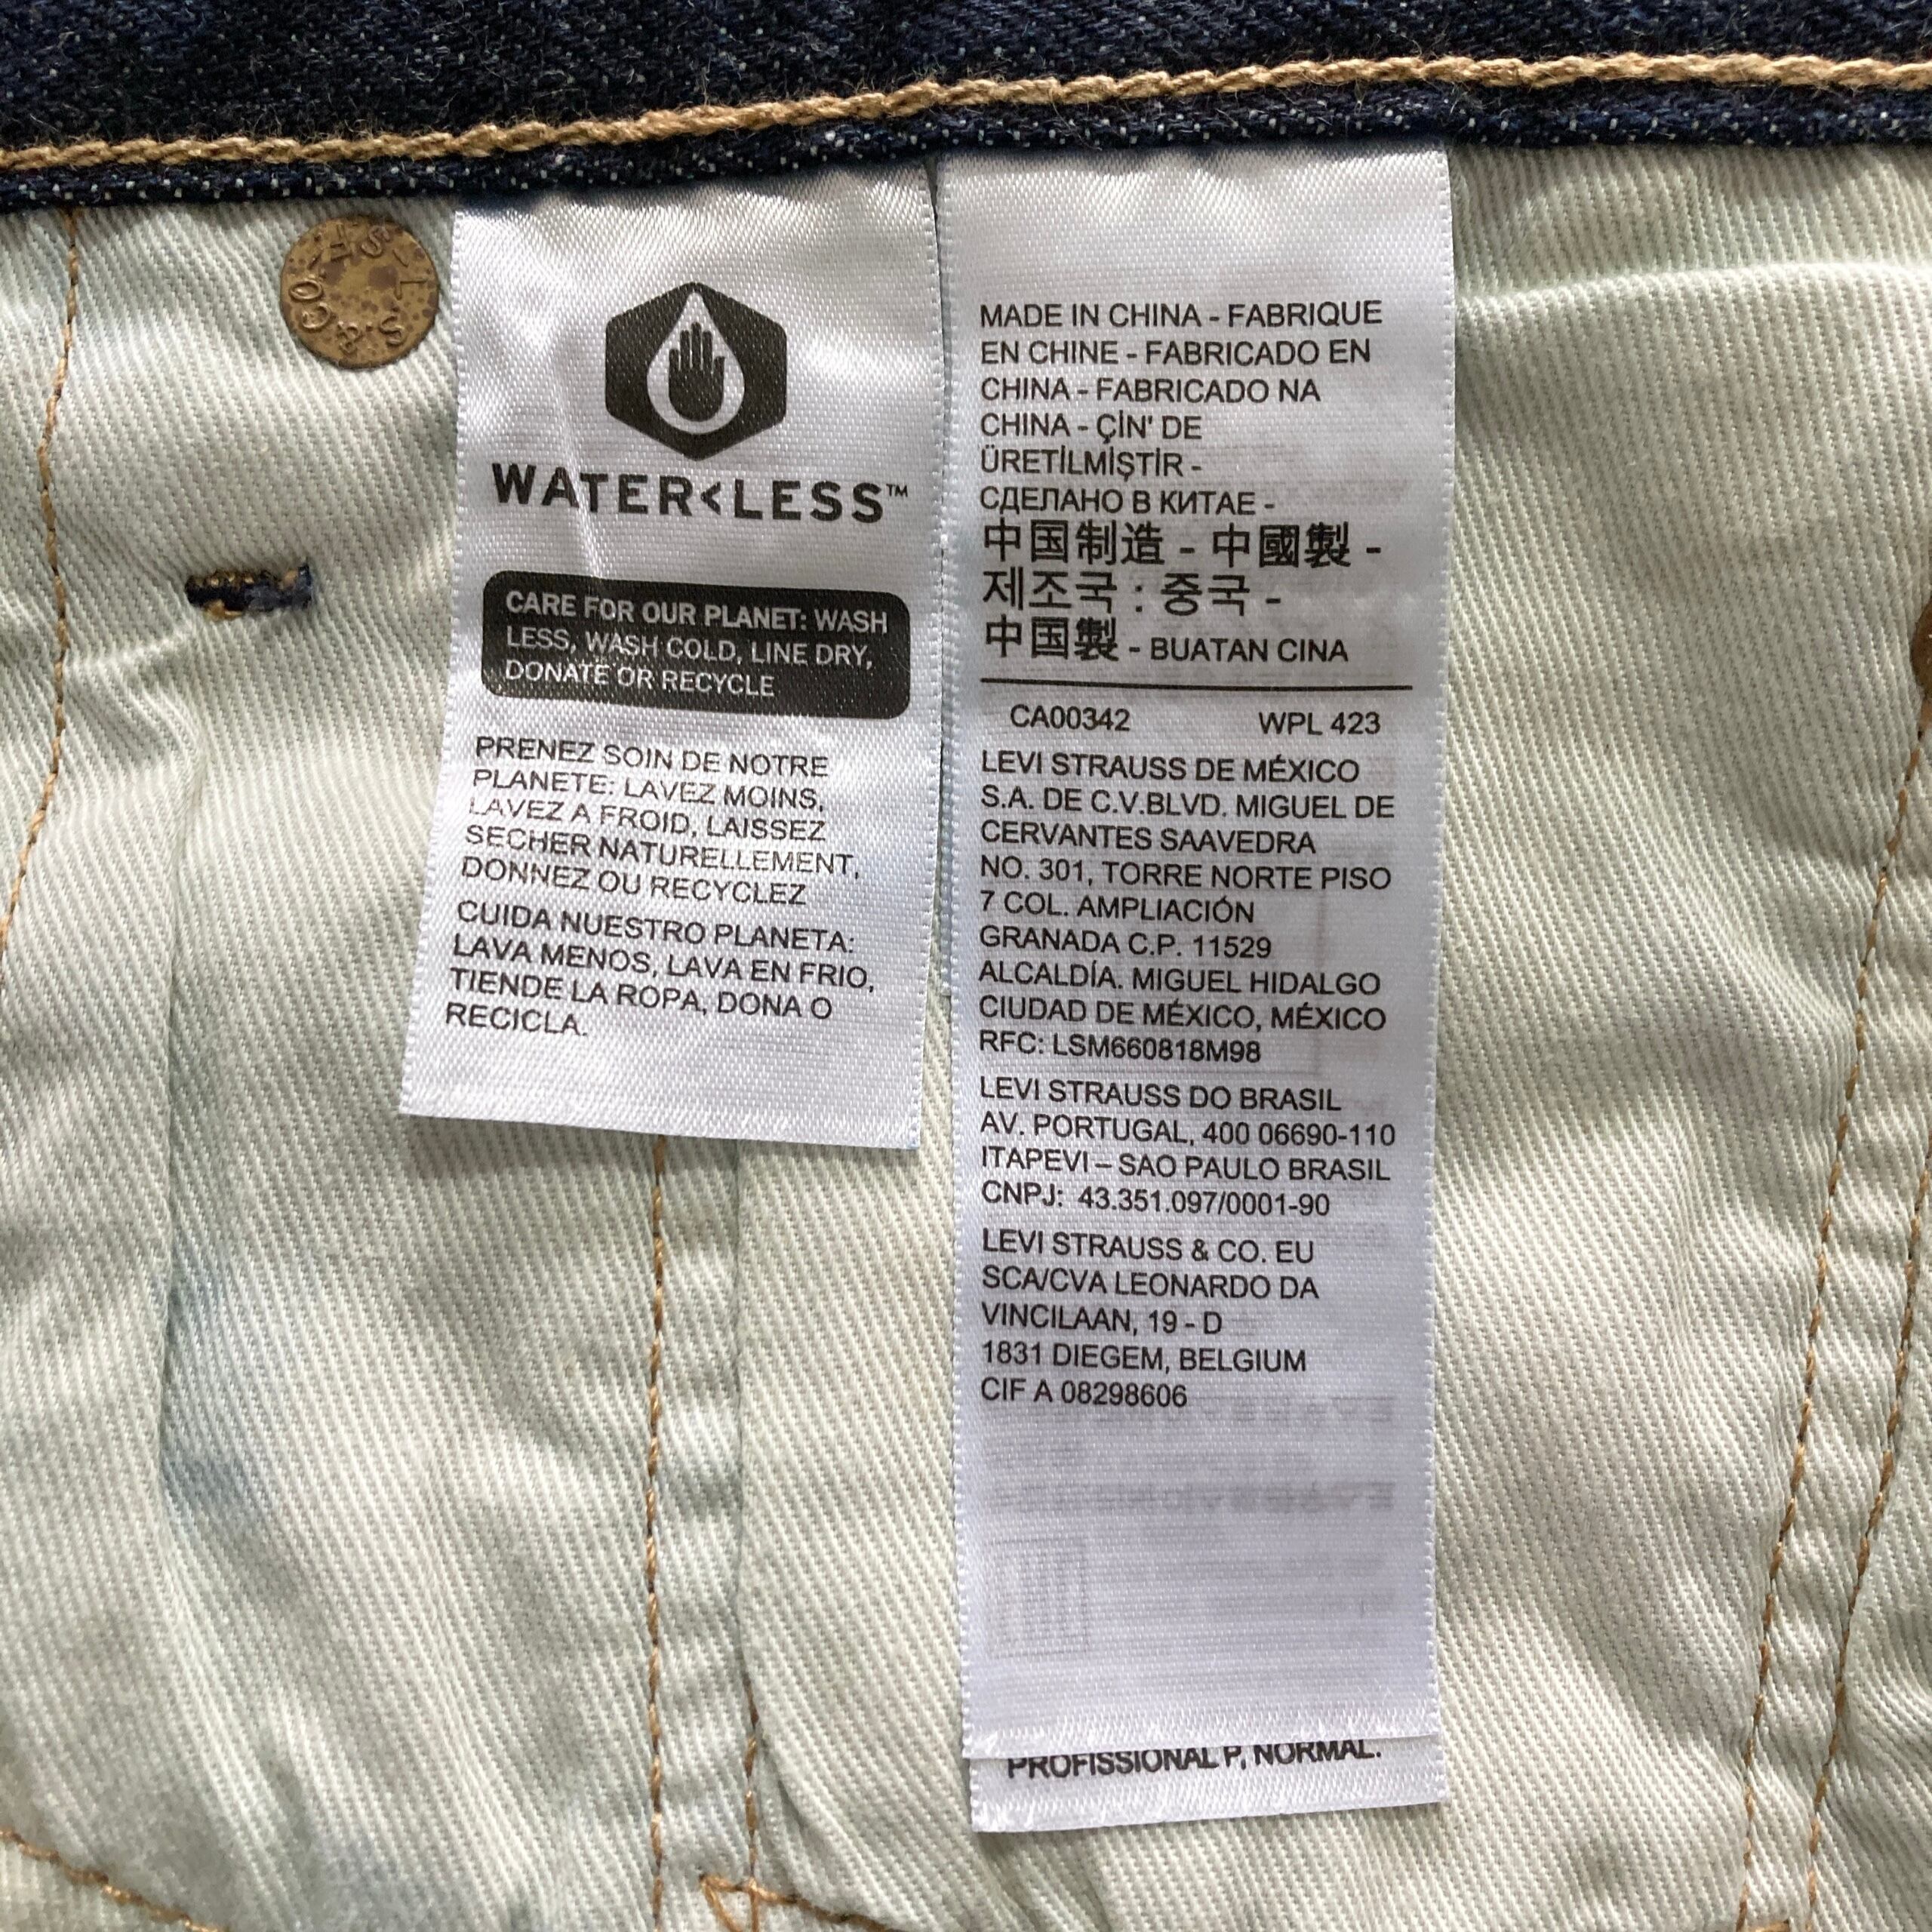 L.S.&CO.-S.F.
WATER<LESS™
CARE FOR OUR PLANET: WASH
LESS, WASH COLD, LINE DRY,
DONATE OR RECYCLE
PRENEZ SOIN DE NOTRE
PLANETE: LAVEZ MOINS,
LAVEZ A FROID, LAISSEZ
SECHER NATURELLEMENT,
DONNEZ OU RECYCLEZ
CUIDA NUESTRO PLANETA:
LAVA MENOS, LAVA EN FRIO,
TIENDE LA ROPA, DONA O
RECICLA.
MADE IN CHINA - FABRIQUE
EN CHINE - FABRICADO EN
CHINA - FABRICADO NA
CHINA - ÇİN' DE
ÜRETİLMİŞTİR -
СДЕЛАНО В КИТАЕ -
中国制造 - 中國製 -
제조국 : 중국 -
中国製 - BUATAN CINA
CA00342 WPL 423
LEVI STRAUSS DE MÉXICO
S.A. DE C.V.BLVD. MIGUEL DE
CERVANTES SAAVEDRA
NO. 301, TORRE NORTE PISO
7 COL. AMPLIACIÓN
GRANADA C.P. 11529
ALCALDÍA. MIGUEL HIDALGO
CIUDAD DE MÉXICO, MÉXICO
RFC: LSM660818M98
LEVI STRAUSS DO BRASIL
AV. PORTUGAL, 400 06690-110
ITAPEVI – SAO PAULO BRASIL
CNPJ: 43.351.097/0001-90
LEVI STRAUSS & CO. EU
SCA/CVA LEONARDO DA
VINCILAAN, 19 - D
1831 DIEGEM, BELGIUM
CIF A 08298606
PROFISSIONAL P, NORMAL.